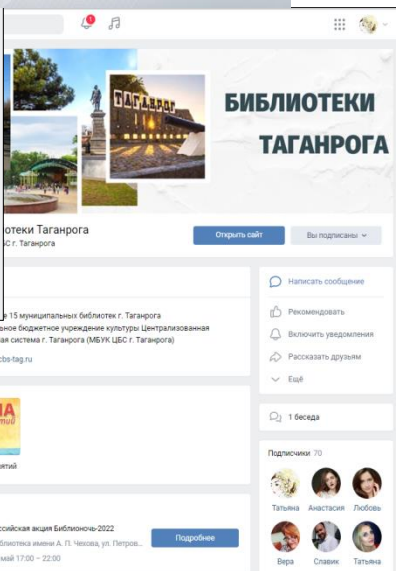 1
ТАГАНРОГ
БИБЛИОТЕКИ
ТАГАНРОГА
отеки Таганрога
БС г. Таганрога
Открыть сайт
Вы подписаны
е 15 муниципальных библиотек г. Таганрога
ьное бюджетное учреждение культуры Централизованная
ая система г. Таганрога (МБУК ЦБС г. Таганрога)
cbs-tag.ru
Написать сообщение
Рекомендовать
Включить уведомления
Рассказать друзьям
Ещё
1 беседа
ятий
Подписчики 70
Татьяна Анастасия Любовь
Вера Славик Татьяна
ссийская акция Библионочь-2022
блиотека имени А. П. Чехова, ул. Петров...
май 17:00 – 22:00
Подробнее